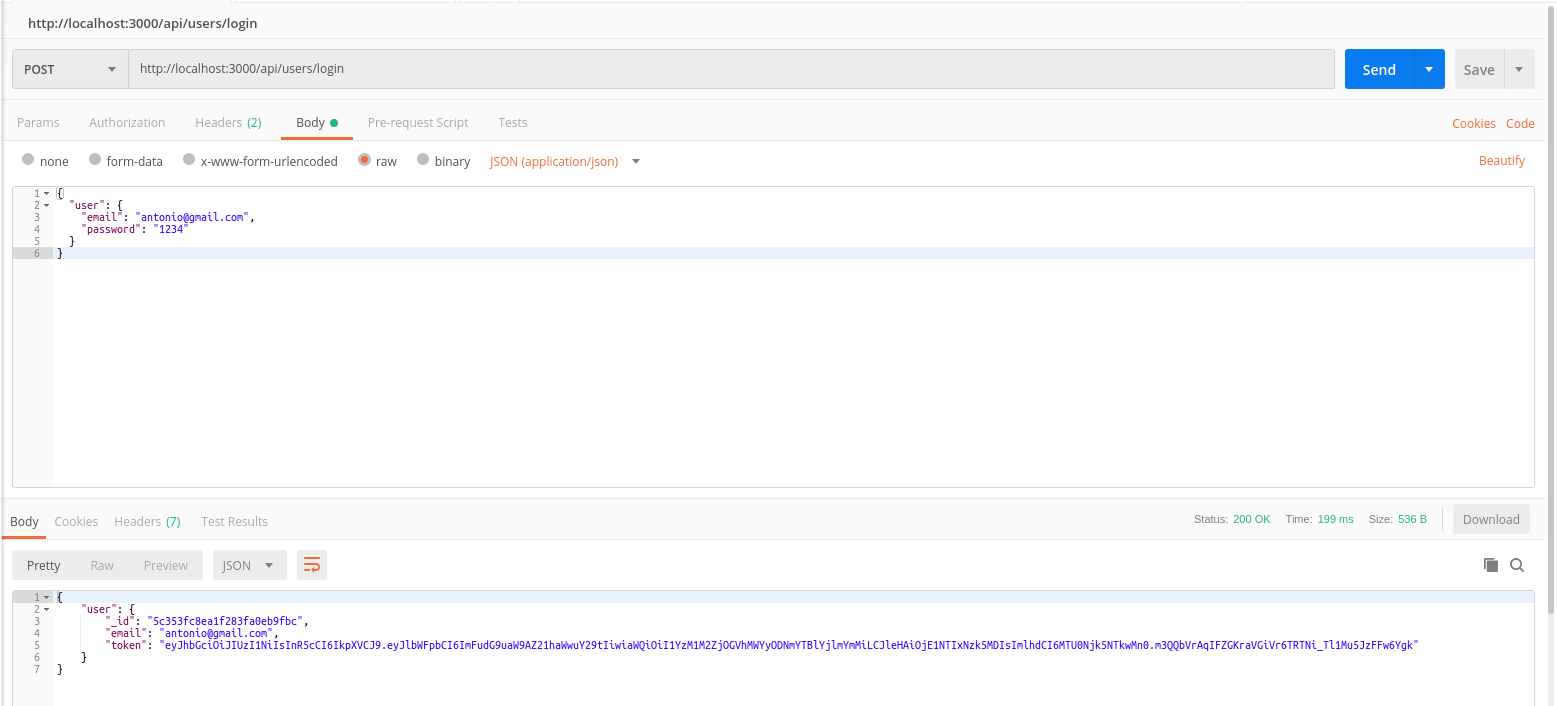 http://localhost:3000/api/users/login
POST http://localhost:3000/api/users/login Send Save
Params Authorization Headers (2) Body Pre-request Script Tests Cookies Code
none form-data x-www-form-urlencoded raw binary JSON (application/json) Beautify
1 {
2 "user": {
3 "email": "antonio@gmail.com",
4 "password": "1234"
5 }
6 }
Body Cookies Headers (7) Test Results Status: 200 OK Time: 199 ms Size: 536 B Download
Pretty Raw Preview JSON
1 {
2 "user": {
3 "_id": "5c353fc8ea1f283fa0eb9fbc",
4 "email": "antonio@gmail.com",
5 "token": "eyJhbGciOiJIUzI1NiIsInR5cCI6IkpXVCJ9.eyJlbWFpbCI6ImFudG9uaW9AZ21haWwuY29tIiwiaWQiOiI1YzM1M2ZjOGVhMWYyODNmYTBlYjlmYmMiLCJleHAiOjE1NTIxNzk5MDIsImlhdCI6MTU0Njk5NTkwMn0.m3QQbVrAqIFZGKraVGiVr6TRTNi_Tl1Mu5JzFFw6Ygk"
6 }
7 }